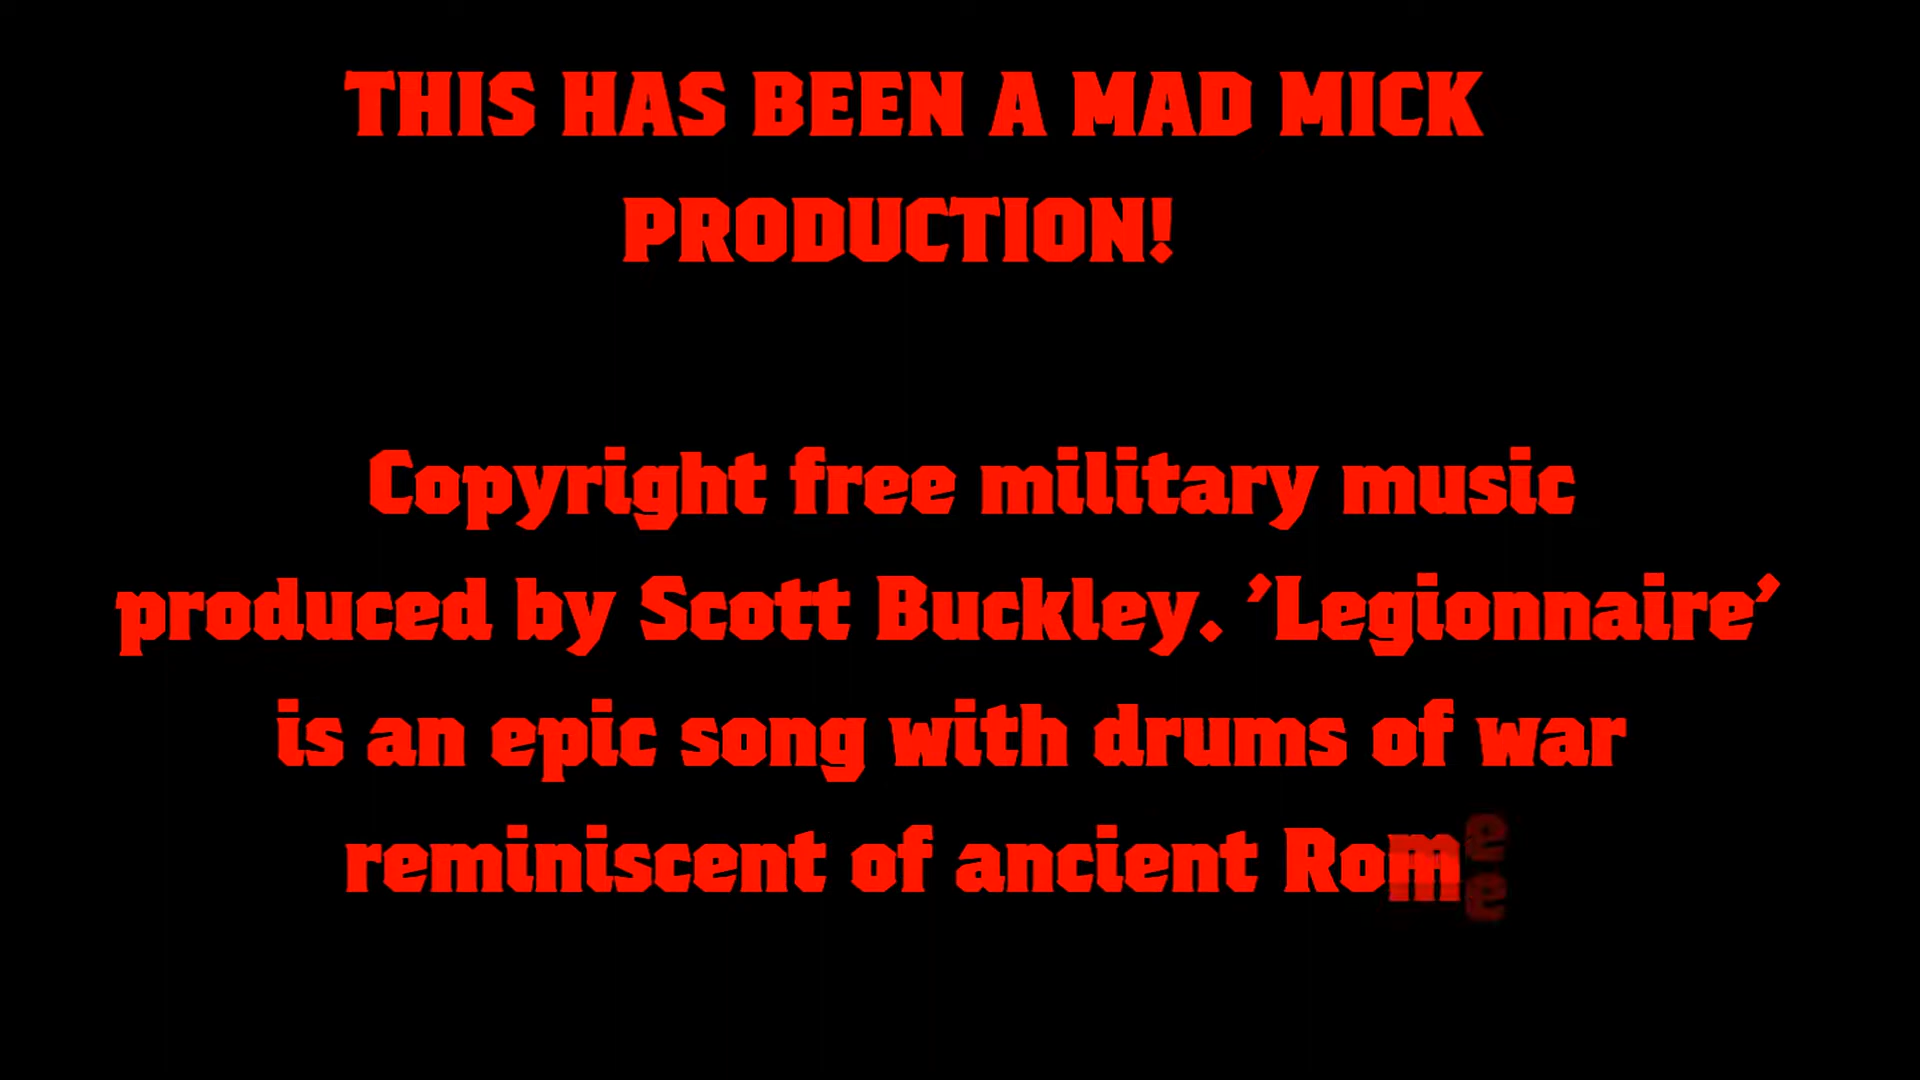 THIS HAS BEEN A MAD MICK
PRODUCTION!
Copyright free military music
produced by Scott Buckley. ’Legionnaire’
is an epic song with drums of war
reminiscent of ancient Rome